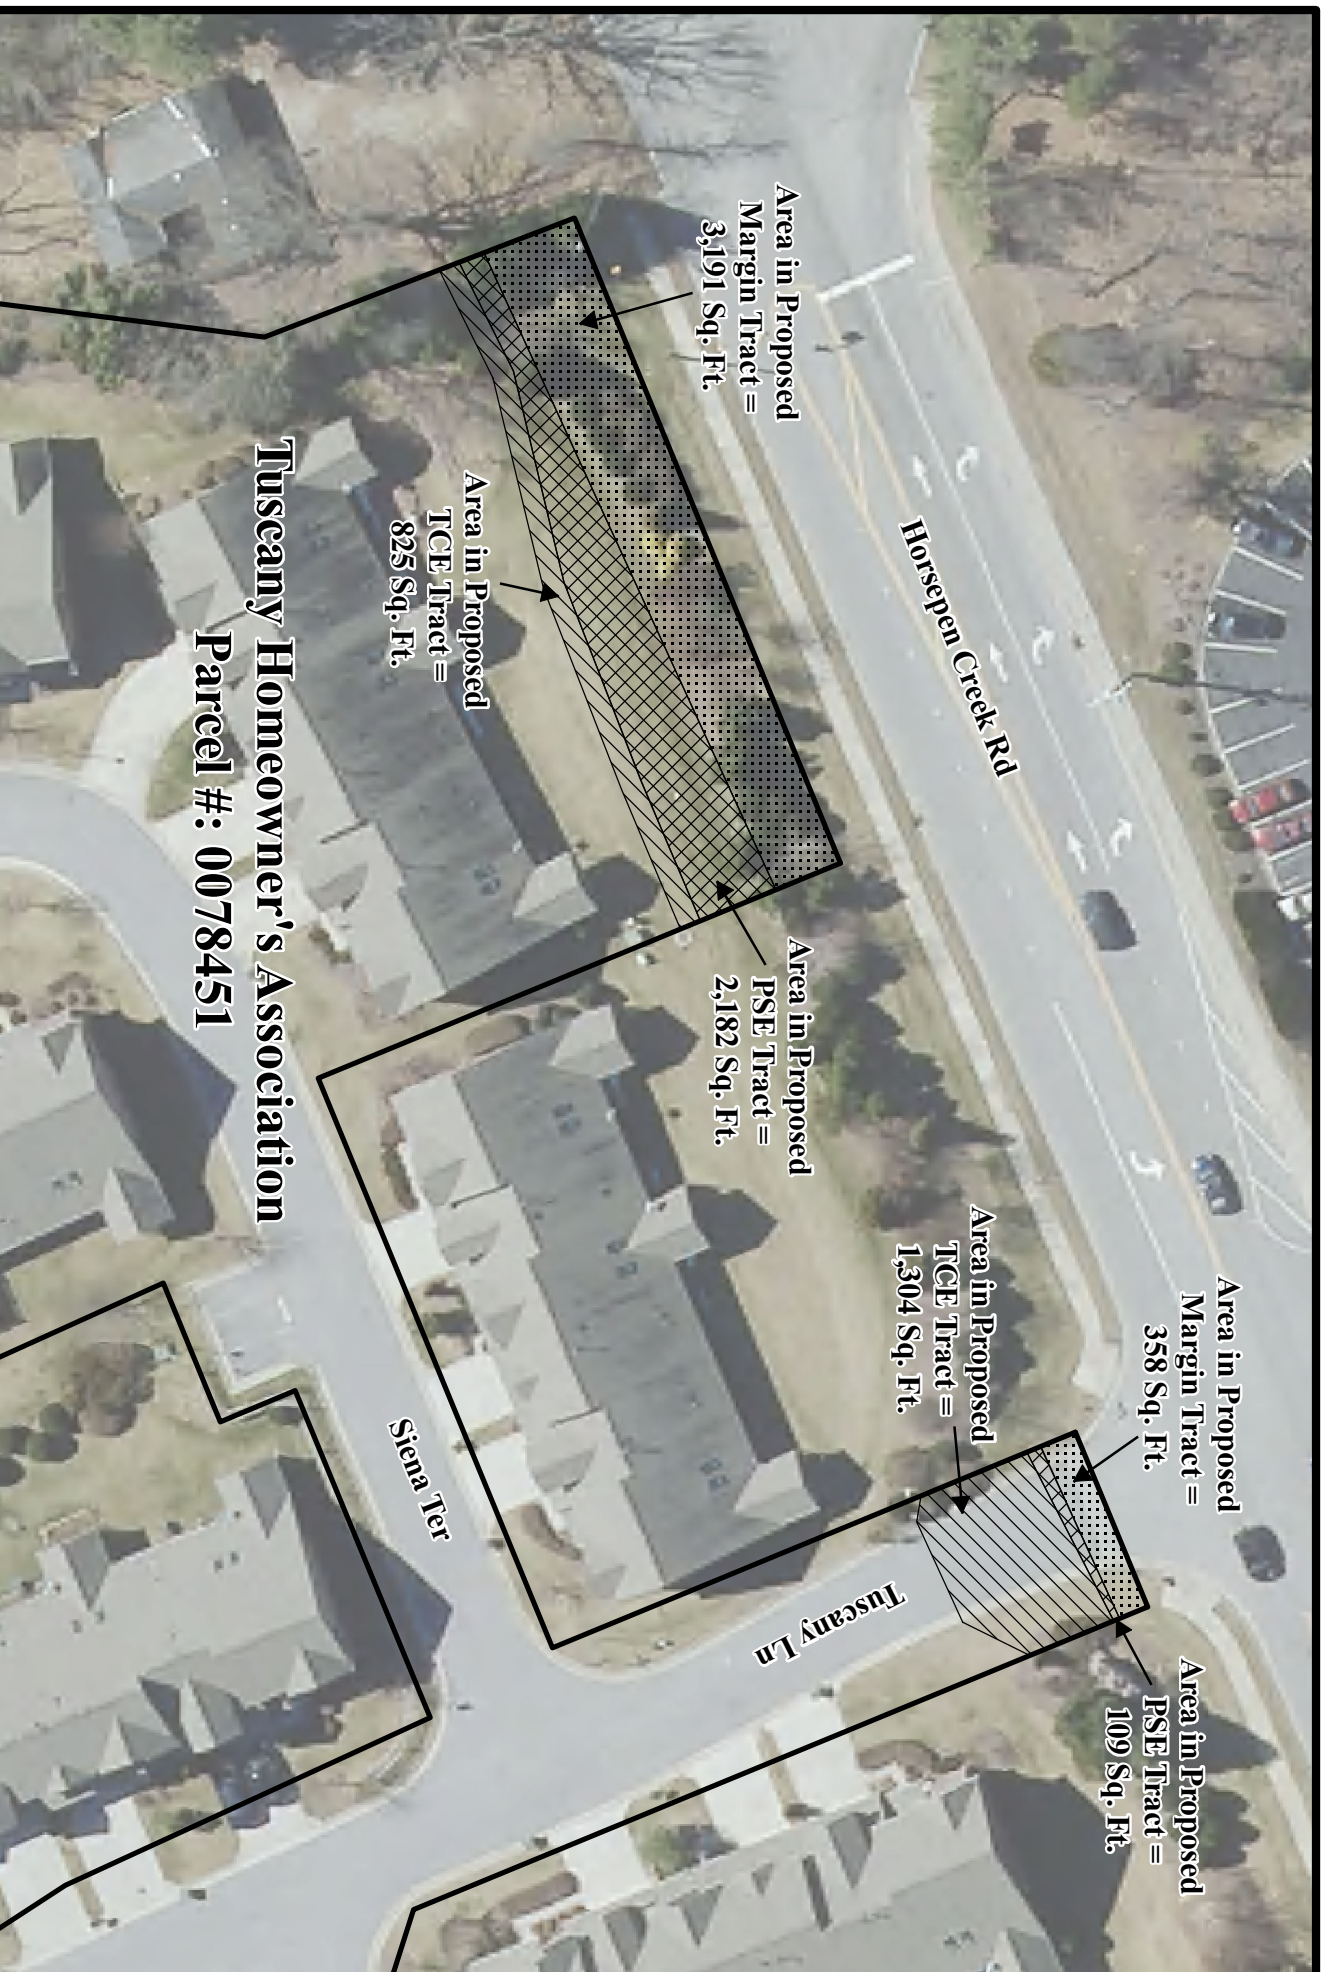 Area in Proposed
Margin Tract =
3,191 Sq. Ft.
Horsepen Creek Rd
Area in Proposed
TCE Tract =
825 Sq. Ft.
Tuscany Homeowner's Association
Parcel #: 0078451
Area in Proposed
PSE Tract =
2,182 Sq. Ft.
Area in Proposed
TCE Tract =
1,304 Sq. Ft.
Area in Proposed
Margin Tract =
358 Sq. Ft.
Siena Ter
Tuscany Ln
Area in Proposed
PSE Tract =
109 Sq. Ft.